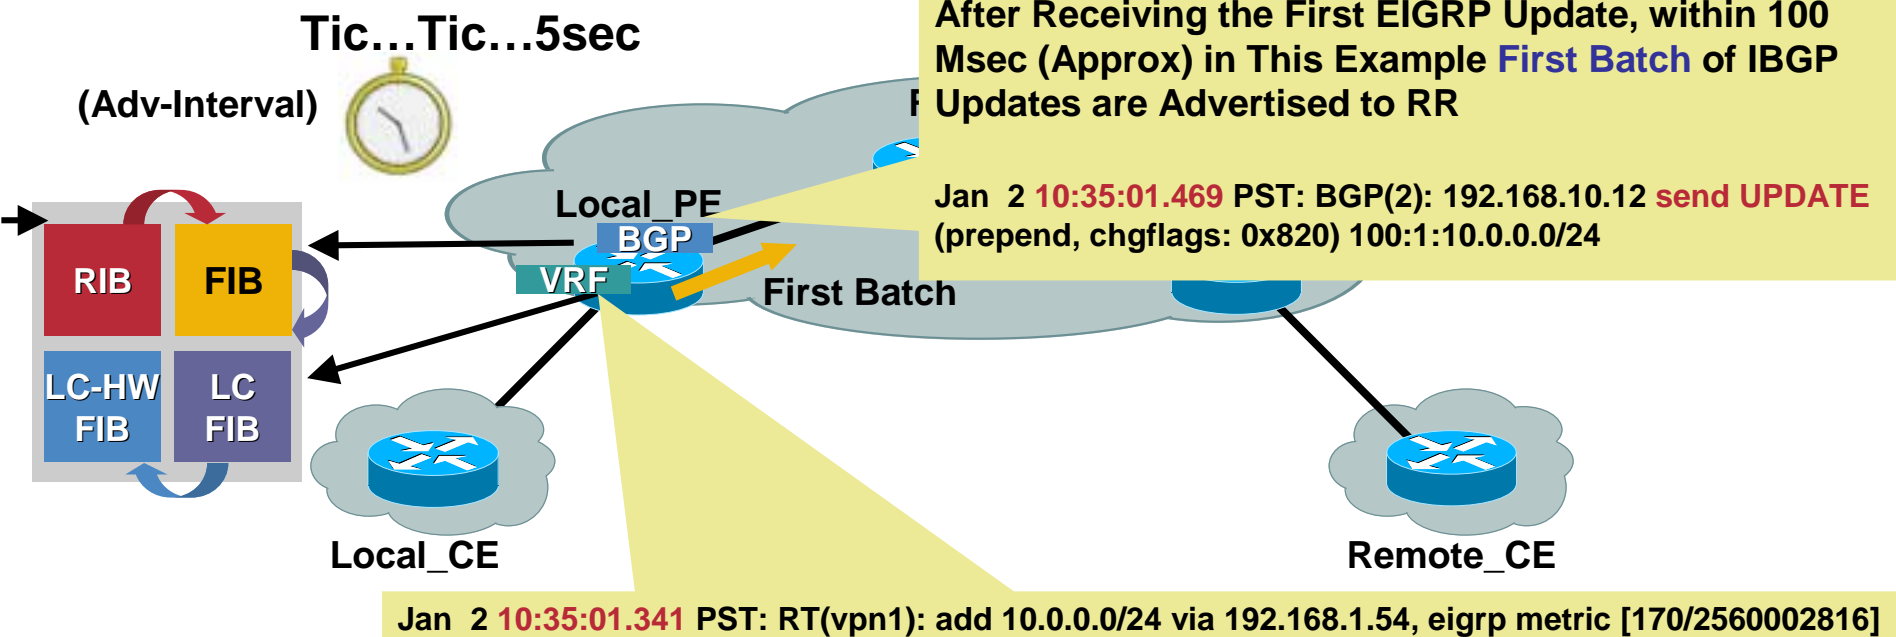 Tic...Tic...5sec
(Adv-Interval)
After Receiving the First EIGRP Update, within 100
Msec (Approx) in This Example First Batch of IBGP
Updates are Advertised to RR
Jan 2 10:35:01.469 PST: BGP(2): 192.168.10.12 send UPDATE
(prepend, chgflags: 0x820) 100:1:10.0.0.0/24
Local_PE
BGP
VRF
First Batch
RIB
FIB
LC-HW
FIB
LC
FIB
Local_CE
Remote_CE
Jan 2 10:35:01.341 PST: RT(vpn1): add 10.0.0.0/24 via 192.168.1.54, eigrp metric [170/2560002816]